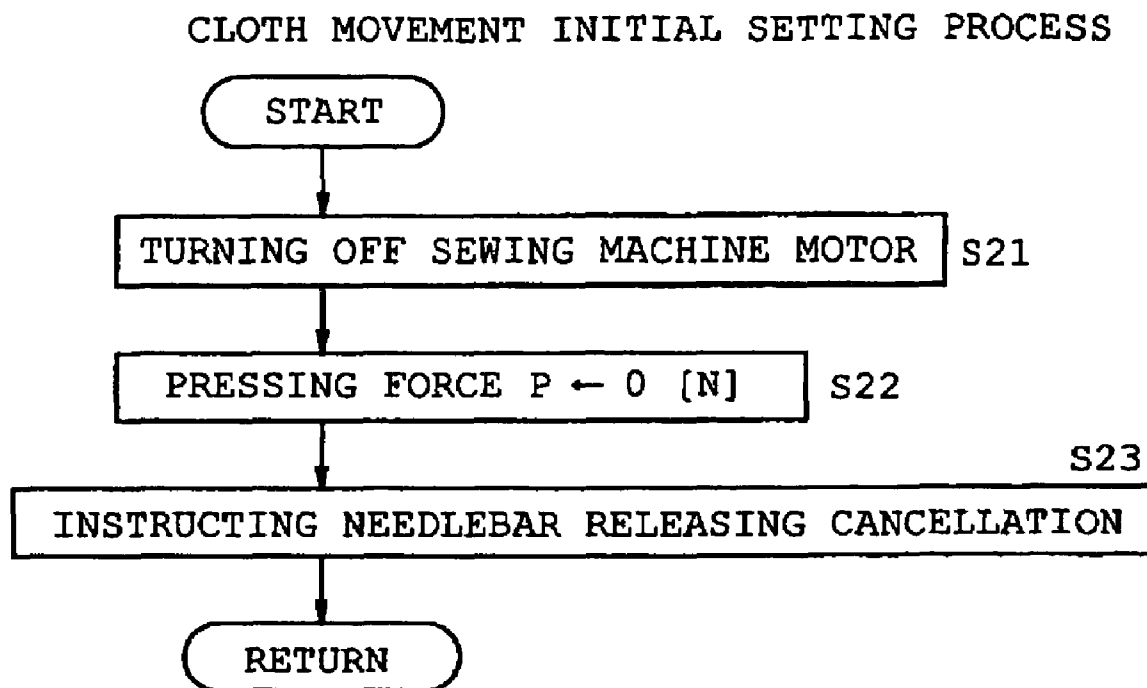 CLOTH MOVEMENT INITIAL SETTING PROCESS
START
TURNING OFF SEWING MACHINE MOTOR S21
PRESSING FORCE P ← 0 [N] S22
S23
INSTRUCTING NEEDLEBAR RELEASING CANCELLATION
RETURN